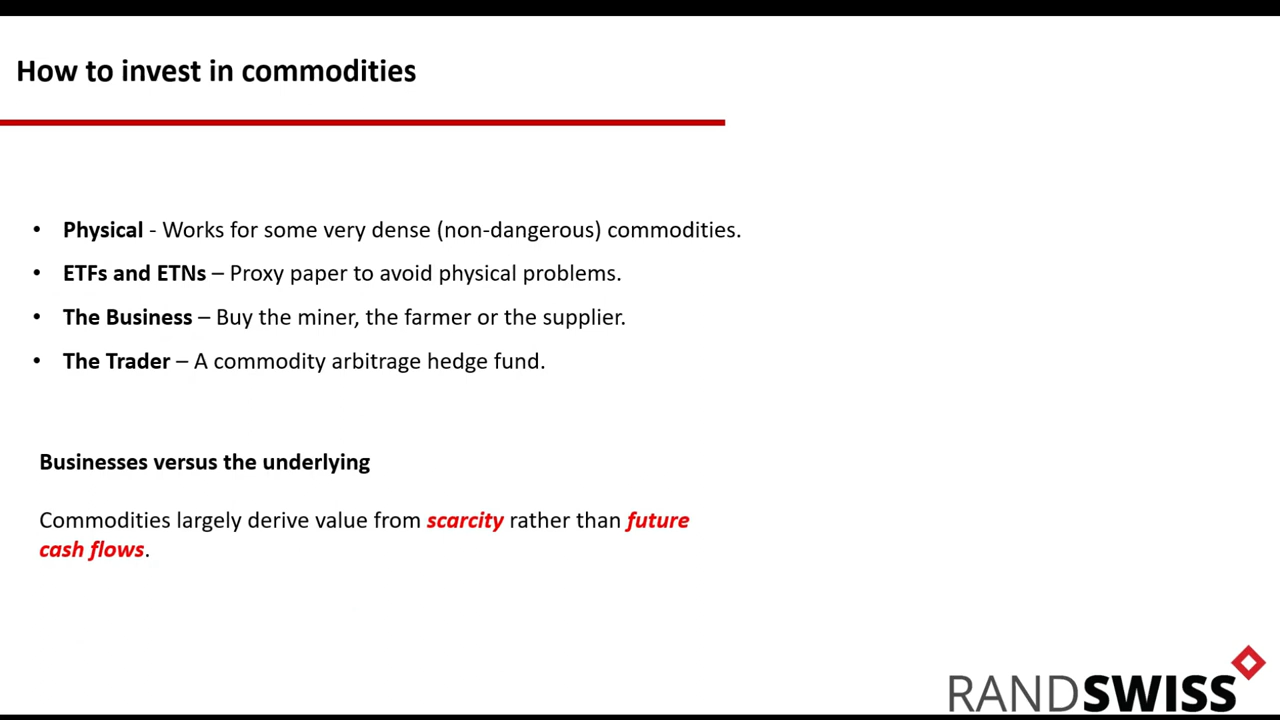 How to invest in commodities
• Physical - Works for some very dense (non-dangerous) commodities.
• ETFs and ETNs – Proxy paper to avoid physical problems.
• The Business – Buy the miner, the farmer or the supplier.
• The Trader – A commodity arbitrage hedge fund.
Businesses versus the underlying
Commodities largely derive value from scarcity rather than future
cash flows.
RANDSWISS